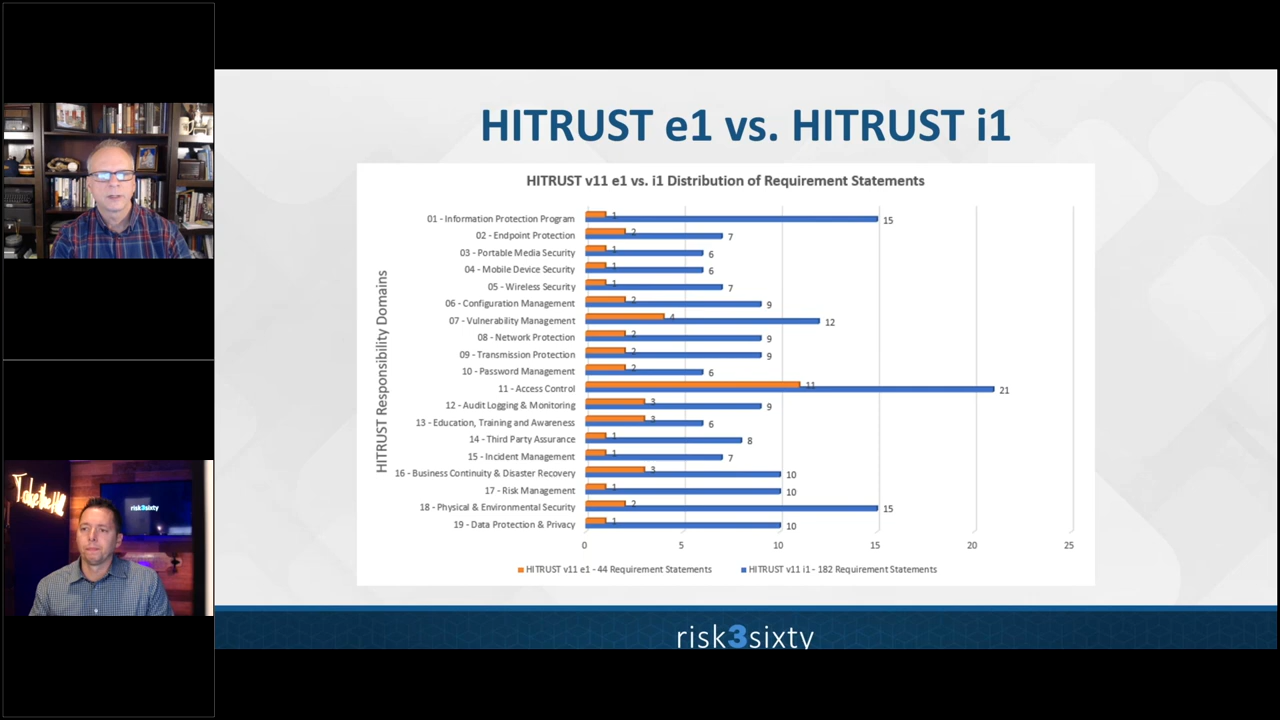 HITRUST e1 vs. HITRUST i1
HITRUST v11 e1 vs. i1 Distribution of Requirement Statements
HITRUST Responsibility Domains
01 - Information Protection Program 1 15
02 - Endpoint Protection 2 7
03 - Portable Media Security 1 6
04 - Mobile Device Security 1 6
05 - Wireless Security 1 7
06 - Configuration Management 2 9
07 - Vulnerability Management 4 12
08 - Network Protection 2 9
09 - Transmission Protection 2 9
10 - Password Management 2 6
11 - Access Control 11 21
12 - Audit Logging & Monitoring 3 9
13 - Education, Training and Awareness 3 6
14 - Third Party Assurance 1 8
15 - Incident Management 1 7
16 - Business Continuity & Disaster Recovery 3 10
17 - Risk Management 1 10
18 - Physical & Environmental Security 2 15
19 - Data Protection & Privacy 1 10
0 5 10 15 20 25
HITRUST v11 e1 - 44 Requirement Statements HITRUST v11 i1 - 182 Requirement Statements
risk3sixty
Take the Hill
risk3sixty